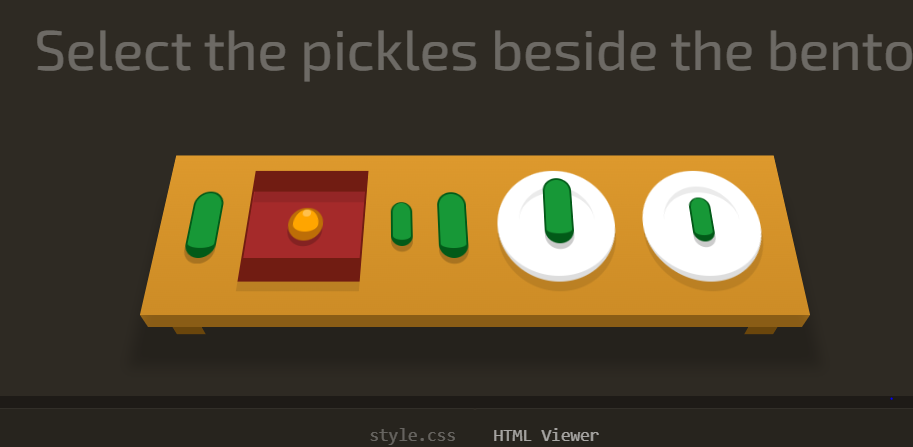 Select the pickles beside the bento
style.css
HTML Viewer